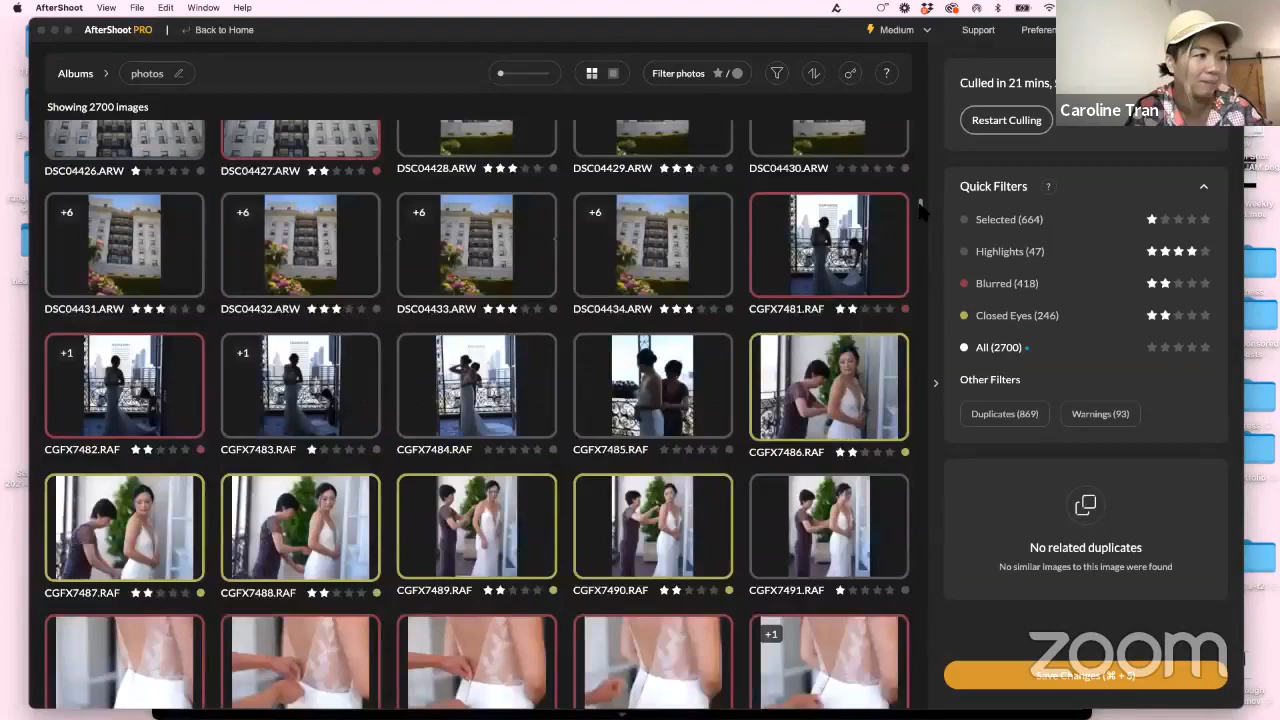 AfterShoot View File Edit Window Help
AfterShoot PRO | Back to Home Medium Support
Albums > photos Filter photos / ?
Showing 2700 images
Caroline Tran
DSC04426.ARW DSC04427.ARW DSC04428.ARW DSC04429.ARW DSC04430.ARW
+6 +6 +6 +6
DSC04431.ARW DSC04432.ARW DSC04433.ARW DSC04434.ARW CGFX7481.RAF
+1 +1
CGFX7482.RAF CGFX7483.RAF CGFX7484.RAF CGFX7485.RAF CGFX7486.RAF
CGFX7487.RAF CGFX7488.RAF CGFX7489.RAF CGFX7490.RAF CGFX7491.RAF
+1
Culled in 21 mins,
Restart Culling
Quick Filters ?
Selected (664)
Highlights (47)
Blurred (418)
Closed Eyes (246)
All (2700)
Other Filters
Duplicates (869) Warnings (93)
No related duplicates
No similar images to this image were found
Save Changes (⌘ + S)
zoom